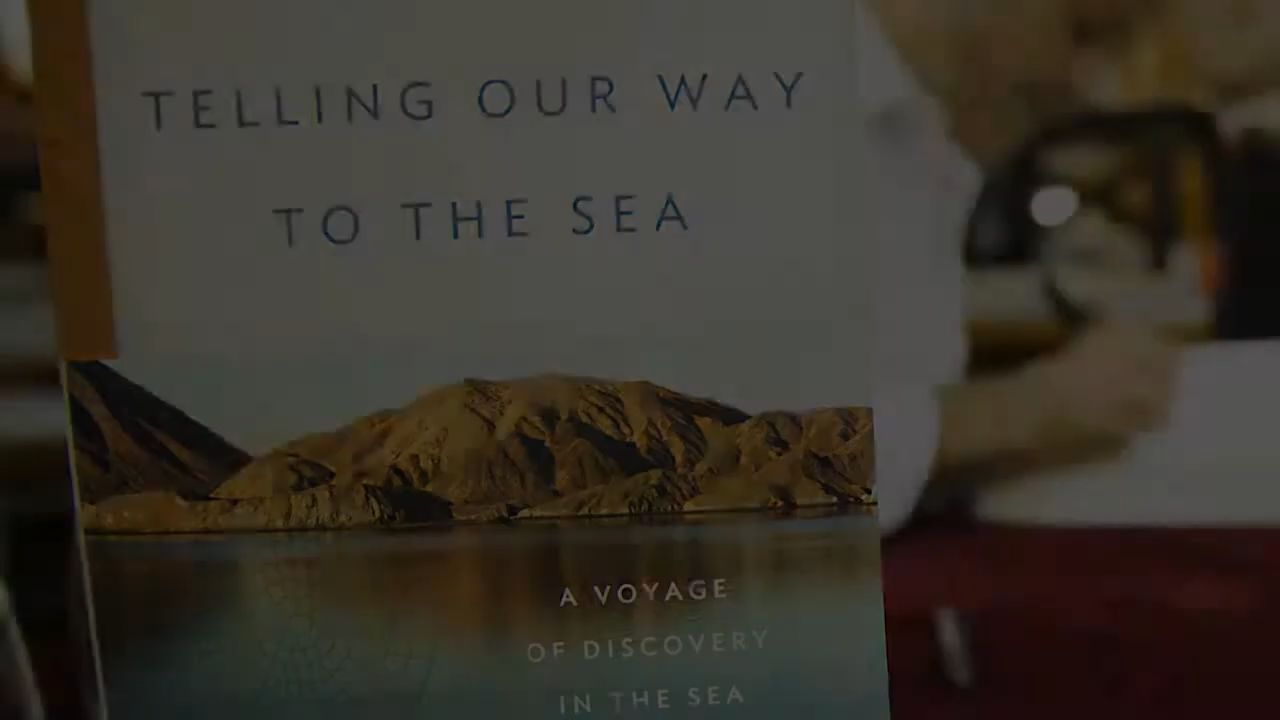 TELLING OUR WAY
TO THE SEA
A VOYAGE
OF DISCOVERY
IN THE SEA